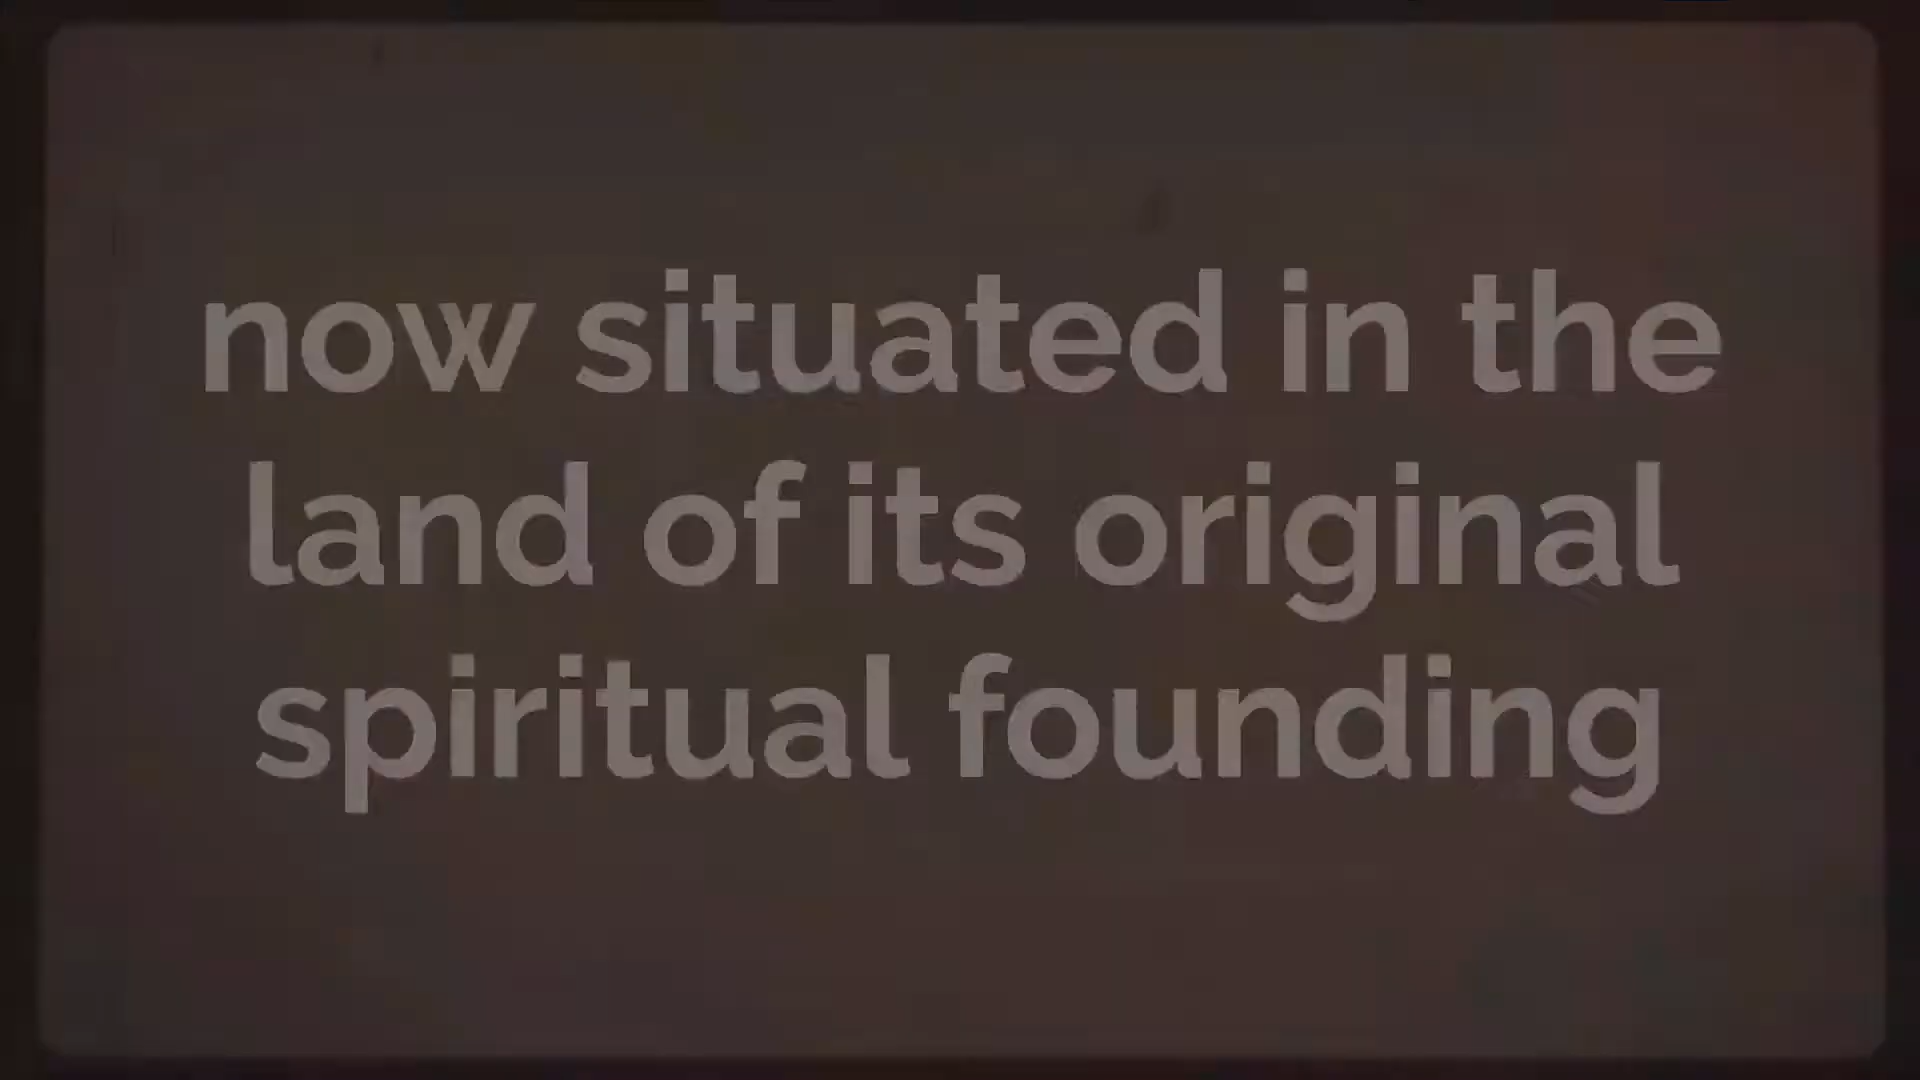 now situated in the
land of its original
spiritual founding